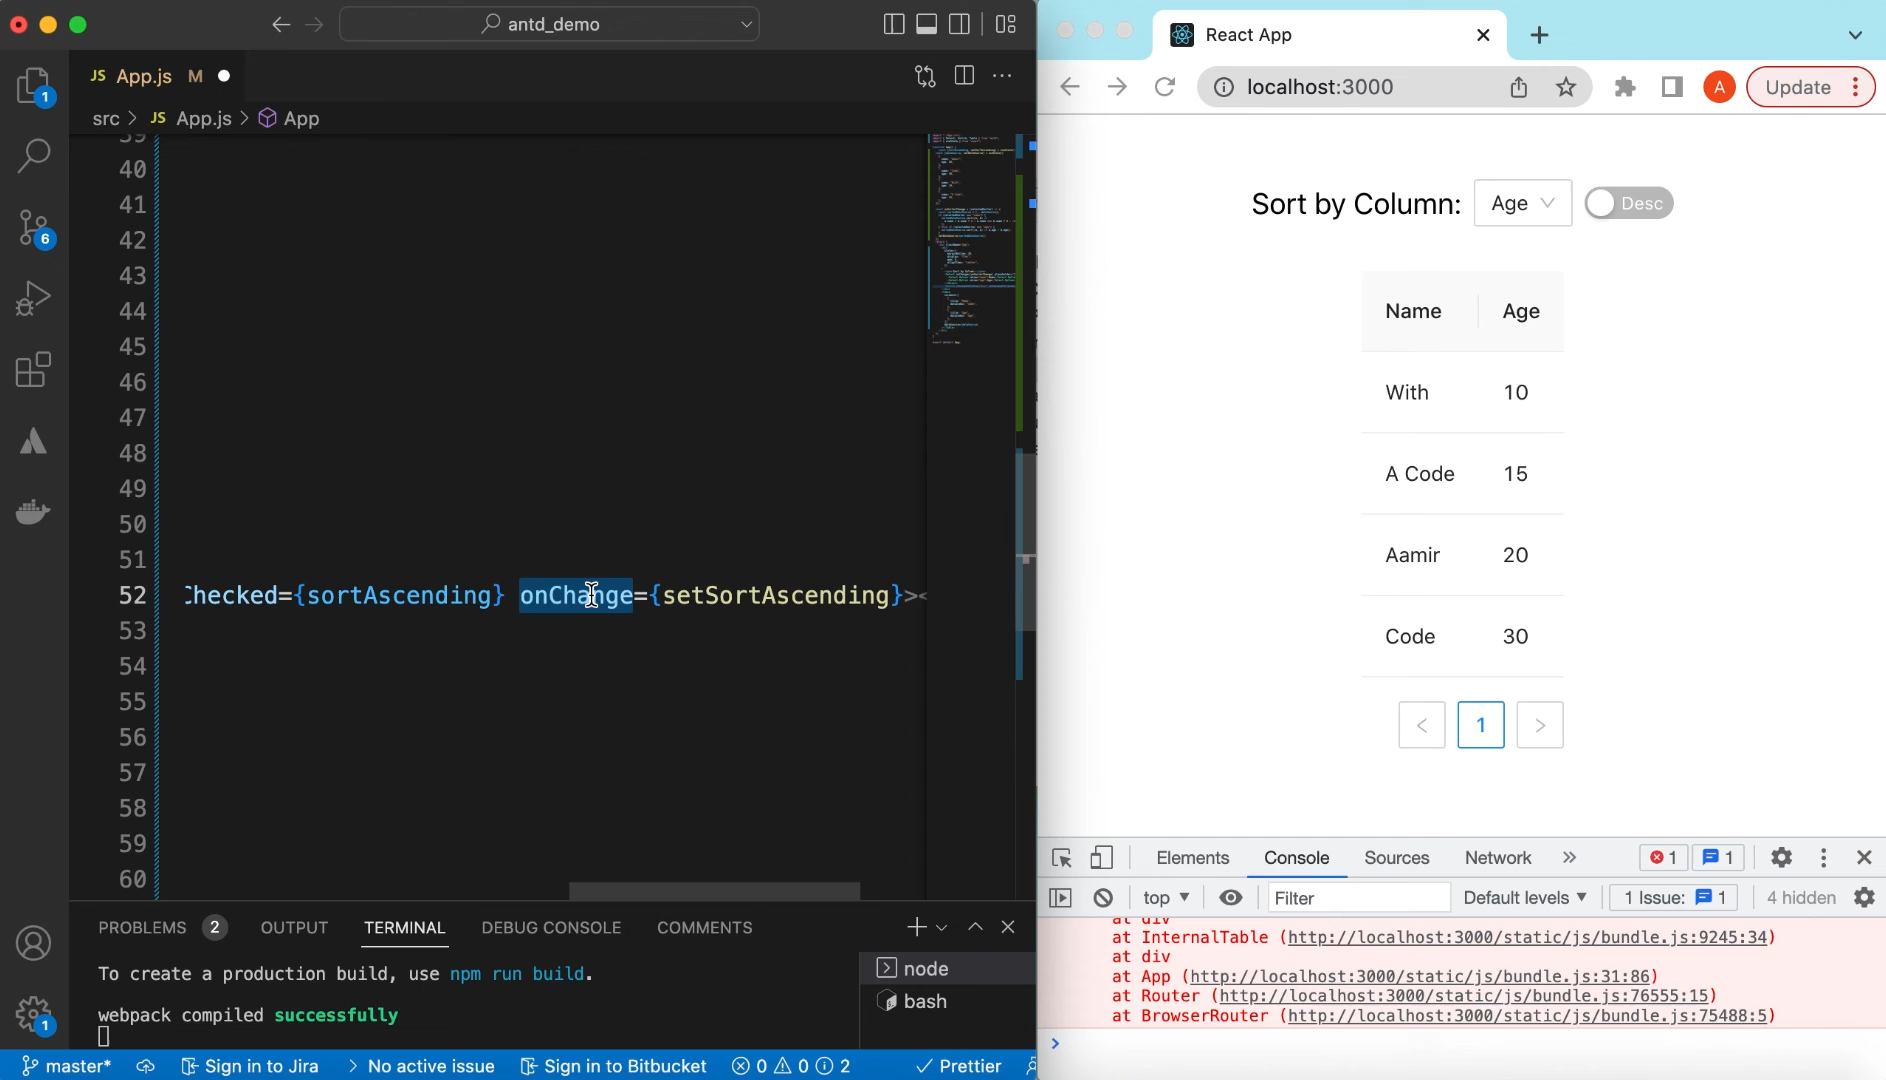 antd_demo
JS App.js M
src > JS App.js > App
39
40
41
42
43
44
45
46
47
48
49
50
51
52 Checked={sortAscending} onChange={setSortAscending}><
53
54
55
56
57
58
59
60
1
6
1
PROBLEMS 2 OUTPUT TERMINAL DEBUG CONSOLE COMMENTS
To create a production build, use npm run build.
webpack compiled successfully
node
bash
master* Sign in to Jira No active issue Sign in to Bitbucket 0 0 2 Prettier
React App
localhost:3000 A Update
Sort by Column: Age Desc
Name Age
With 10
A Code 15
Aamir 20
Code 30
< 1 >
Elements Console Sources Network » 1 1
top Filter Default levels 1 Issue: 1 4 hidden
at div
at InternalTable (http://localhost:3000/static/js/bundle.js:9245:34)
at div
at App (http://localhost:3000/static/js/bundle.js:31:86)
at Router (http://localhost:3000/static/js/bundle.js:76555:15)
at BrowserRouter (http://localhost:3000/static/js/bundle.js:75488:5)